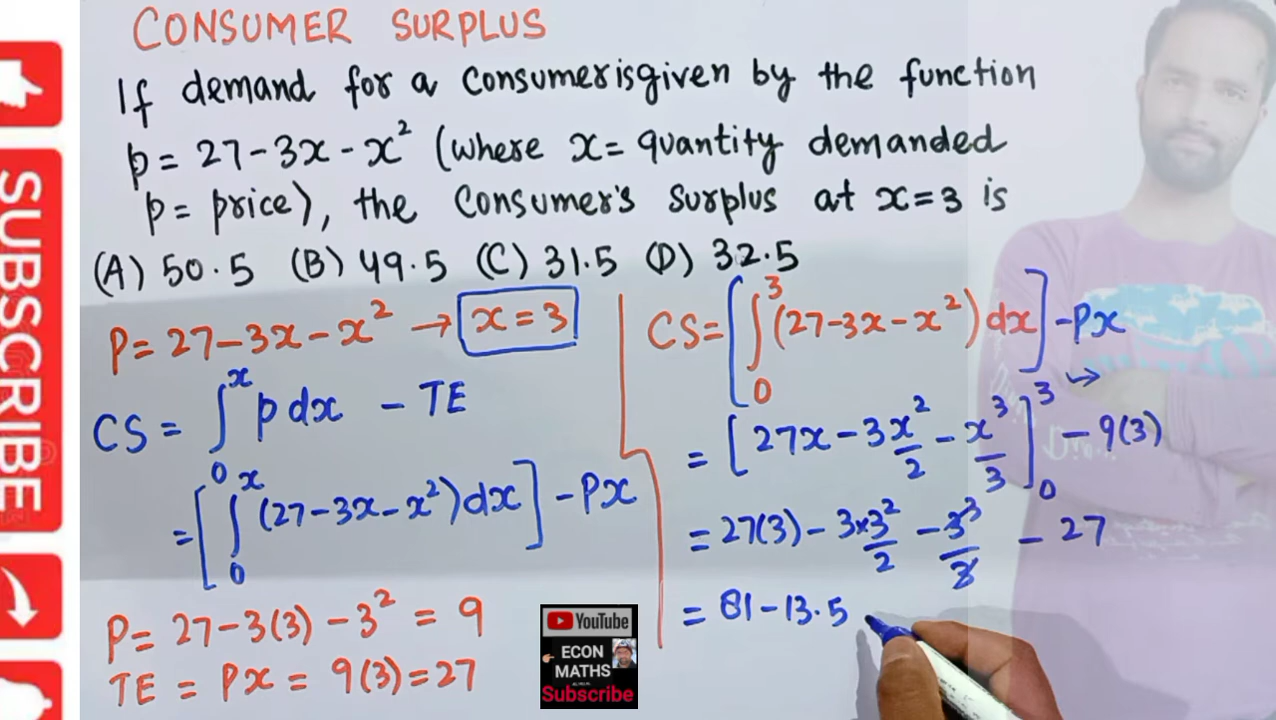 CONSUMER SURPLUS
If demand for a Consumer is given by the function
p = 27 - 3x - x² (where x = quantity demanded
p = price), the Consumer's Surplus at x = 3 is
(A) 50.5 (B) 49.5 (C) 31.5 (D) 32.5
P = 27 - 3x - x² → x = 3
CS = ∫₀ˣ p dx - TE
= [∫₀ˣ (27 - 3x - x²) dx] - Px
P = 27 - 3(3) - 3² = 9
TE = Px = 9(3) = 27
CS = [∫₀³ (27 - 3x - x²) dx] - Px
= [27x - 3x²/2 - x³/3]₀³ - 9(3)
= 27(3) - 3×3²/2 - 3³/3 - 27
= 81 - 13.5
SUBSCRIBE
YouTube
ECON
MATHS
Subscribe